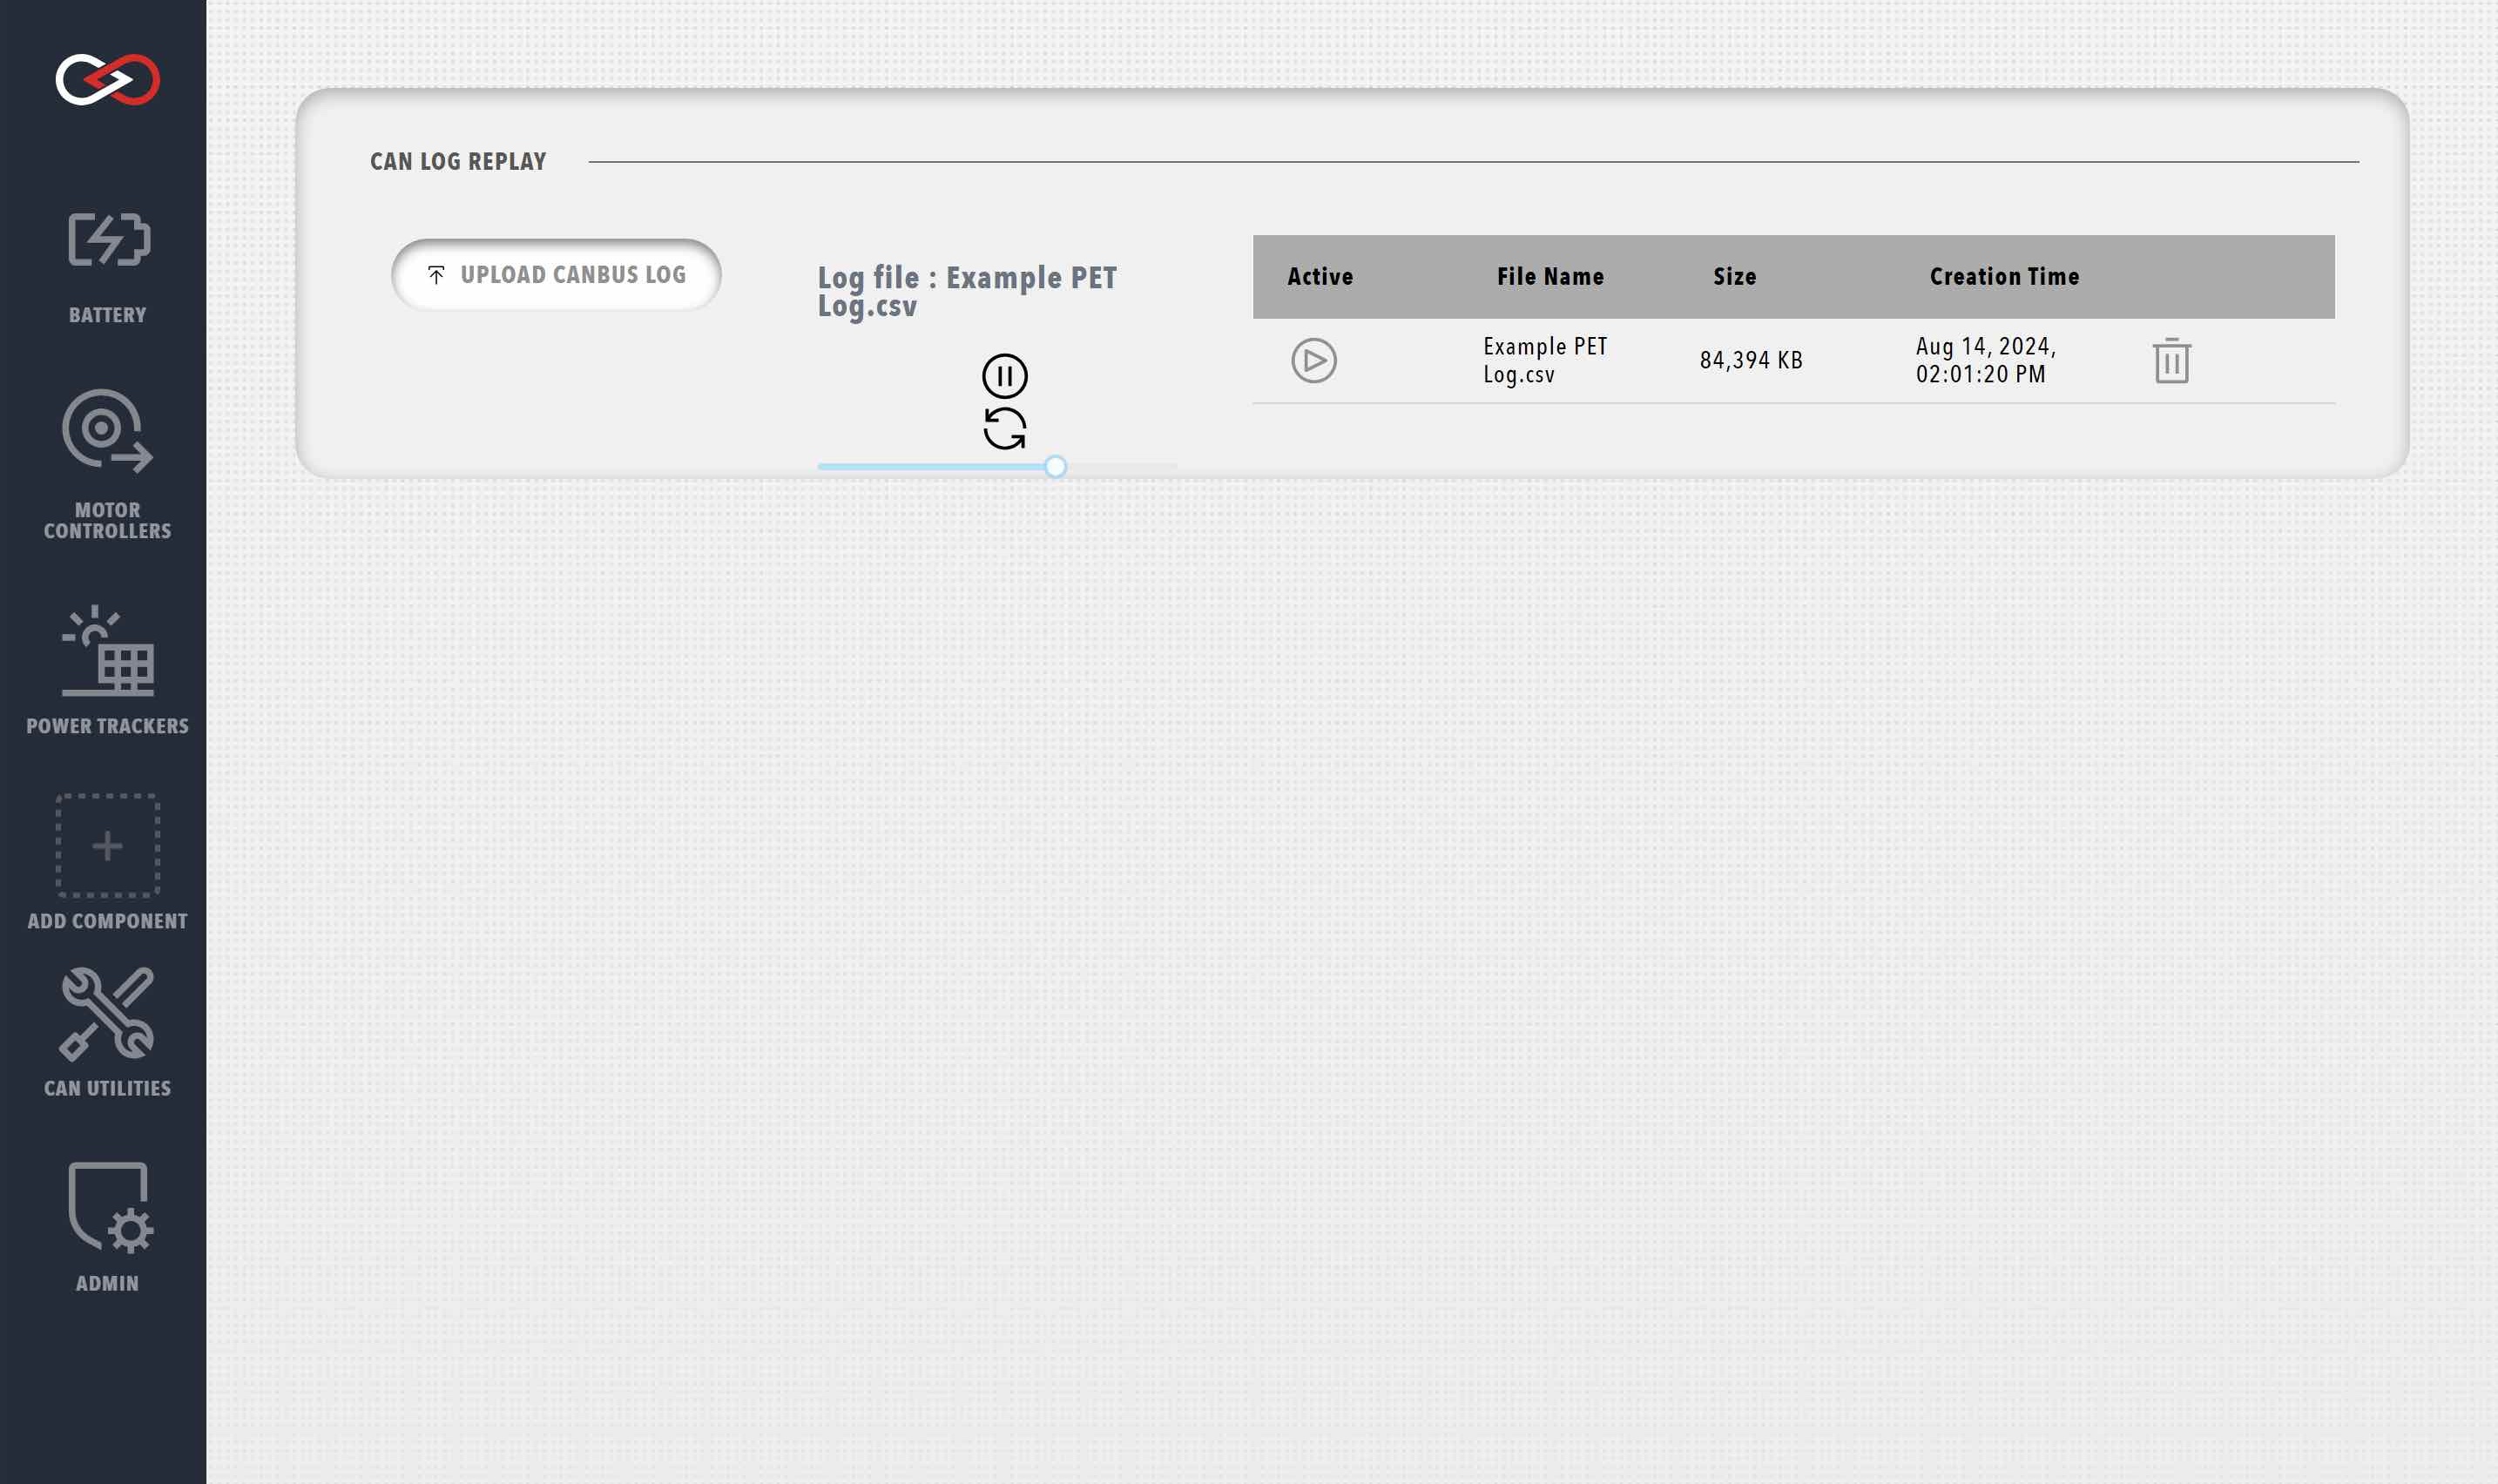 CAN LOG REPLAY
UPLOAD CANBUS LOG
Log file : Example PET
Log.csv
Active File Name Size Creation Time
Example PET
Log.csv
84,394 KB
Aug 14, 2024,
02:01:20 PM
BATTERY
MOTOR
CONTROLLERS
POWER TRACKERS
ADD COMPONENT
CAN UTILITIES
ADMIN